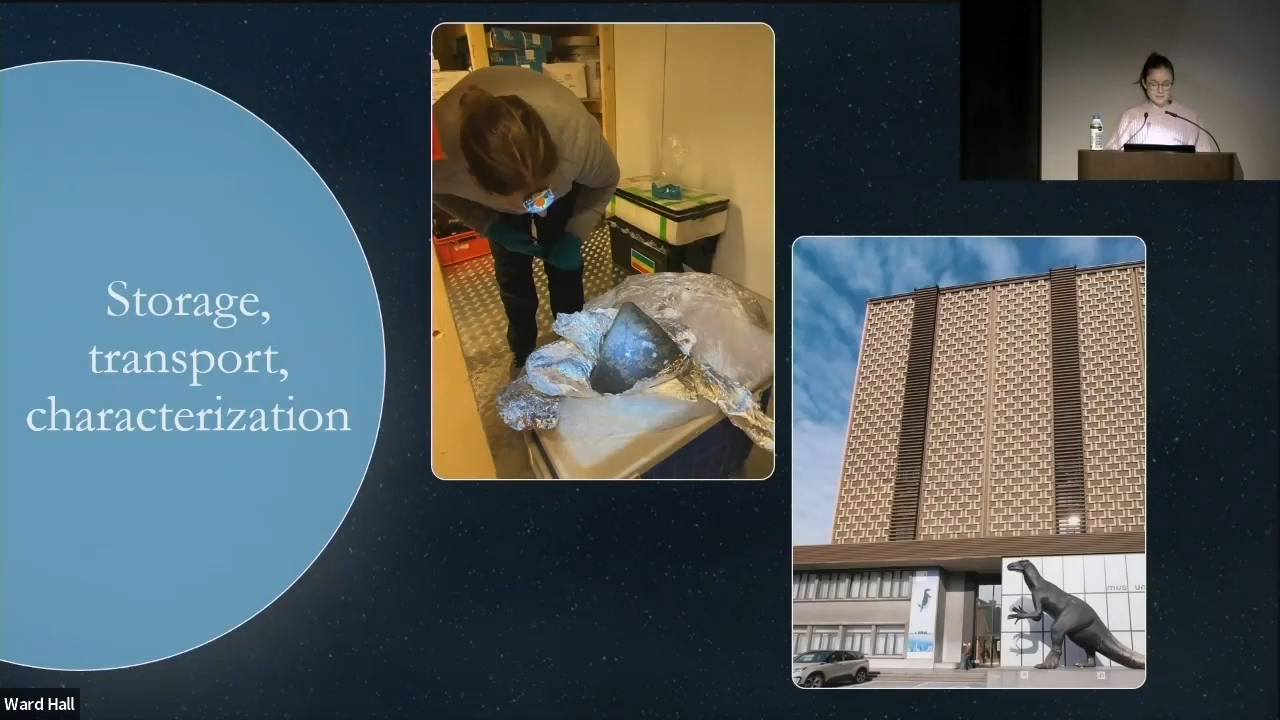 Storage,
transport,
characterization
Ward Hall